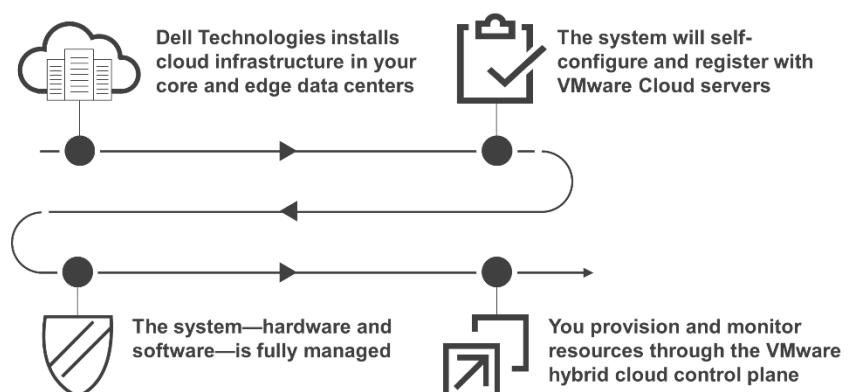 Dell Technologies installs
cloud infrastructure in your
core and edge data centers
The system will self-
configure and register with
VMware Cloud servers
The system—hardware and
software—is fully managed
You provision and monitor
resources through the VMware
hybrid cloud control plane